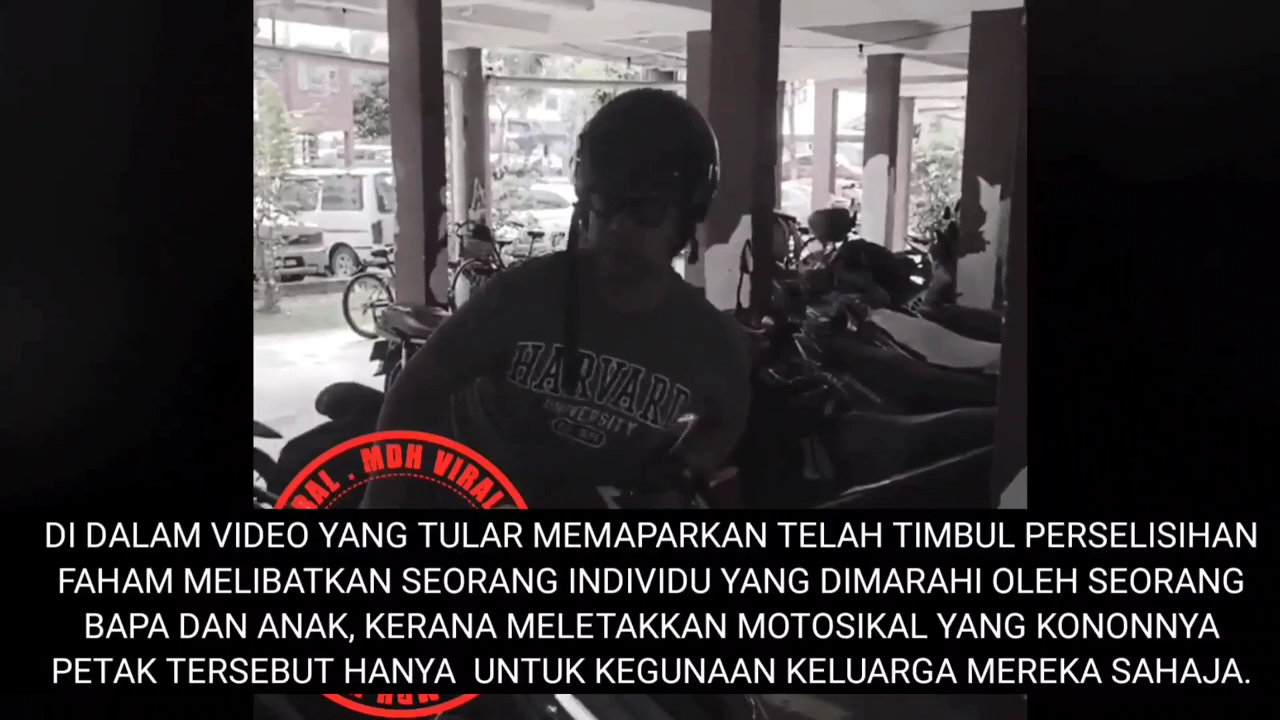 HARVARD
UNIVERSITY
. MDH VIRAL
DI DALAM VIDEO YANG TULAR MEMAPARKAN TELAH TIMBUL PERSELISIHAN
FAHAM MELIBATKAN SEORANG INDIVIDU YANG DIMARAHI OLEH SEORANG
BAPA DAN ANAK, KERANA MELETAKKAN MOTOSIKAL YANG KONONNYA
PETAK TERSEBUT HANYA  UNTUK KEGUNAAN KELUARGA MEREKA SAHAJA.